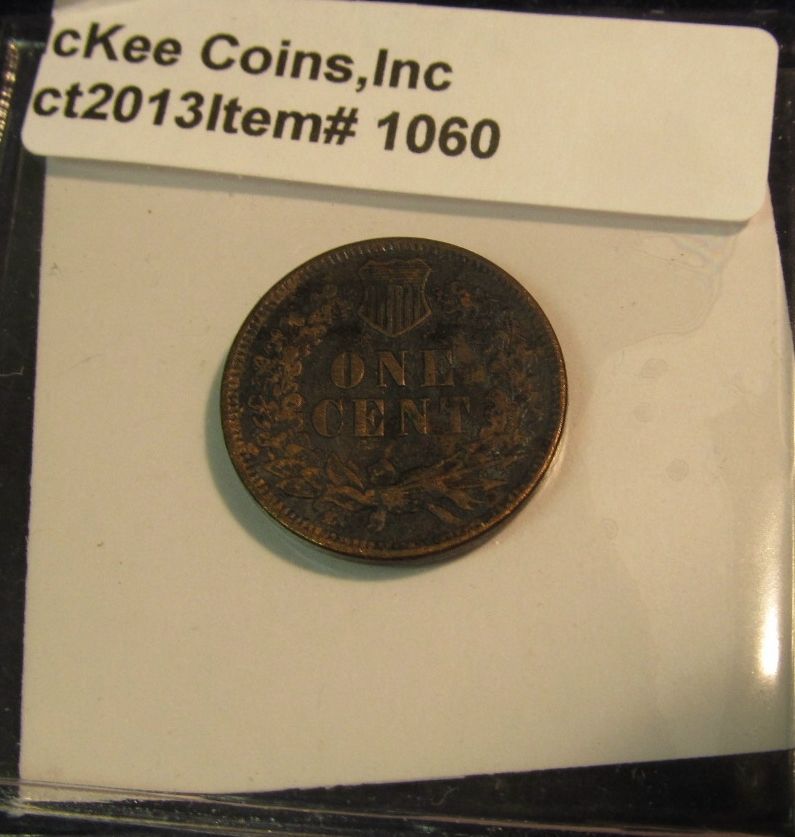 cKee Coins,Inc
ct2013Item# 1060
ONE
CENT